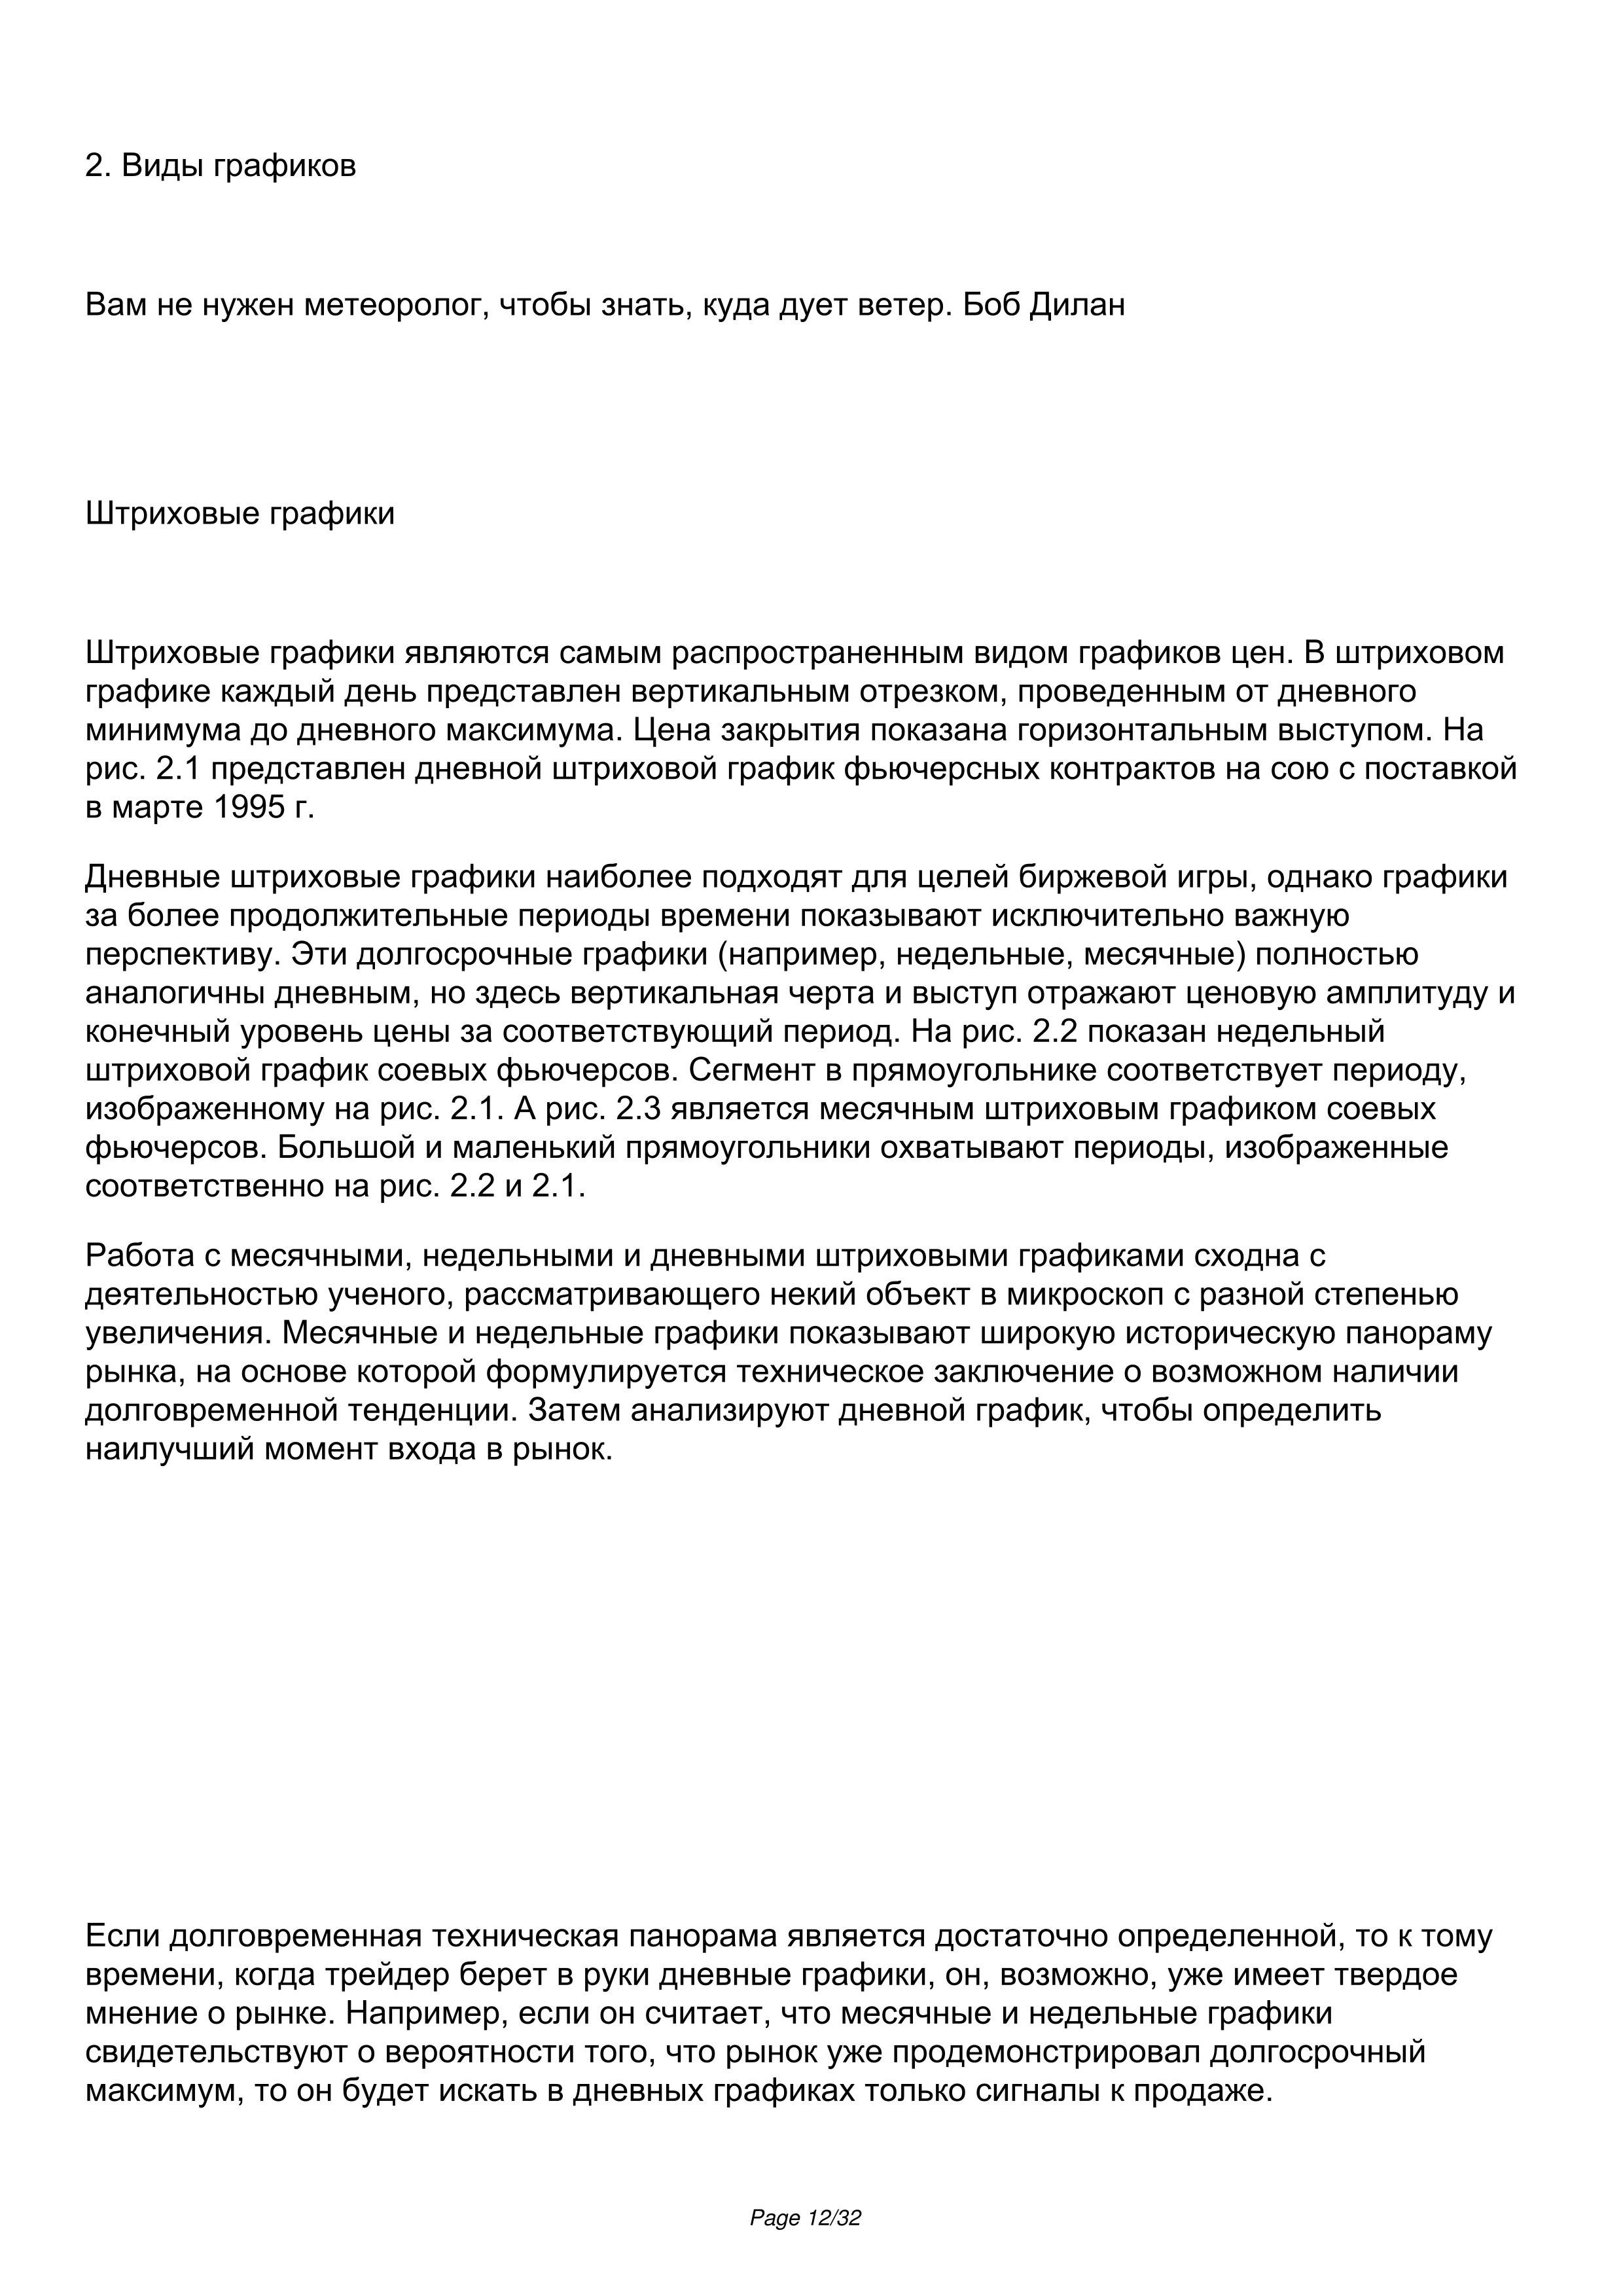 2. Виды графиков
Вам не нужен метеоролог, чтобы знать, куда дует ветер. Боб Дилан
Штриховые графики
Штриховые графики являются самым распространенным видом графиков цен. В штриховом
графике каждый день представлен вертикальным отрезком, проведенным от дневного
минимума до дневного максимума. Цена закрытия показана горизонтальным выступом. На
рис. 2.1 представлен дневной штриховой график фьючерсных контрактов на сою с поставкой
в марте 1995 г.
Дневные штриховые графики наиболее подходят для целей биржевой игры, однако графики
за более продолжительные периоды времени показывают исключительно важную
перспективу. Эти долгосрочные графики (например, недельные, месячные) полностью
аналогичны дневным, но здесь вертикальная черта и выступ отражают ценовую амплитуду и
конечный уровень цены за соответствующий период. На рис. 2.2 показан недельный
штриховой график соевых фьючерсов. Сегмент в прямоугольнике соответствует периоду,
изображенному на рис. 2.1. А рис. 2.3 является месячным штриховым графиком соевых
фьючерсов. Большой и маленький прямоугольники охватывают периоды, изображенные
соответственно на рис. 2.2 и 2.1.
Работа с месячными, недельными и дневными штриховыми графиками сходна с
деятельностью ученого, рассматривающего некий объект в микроскоп с разной степенью
увеличения. Месячные и недельные графики показывают широкую историческую панораму
рынка, на основе которой формулируется техническое заключение о возможном наличии
долговременной тенденции. Затем анализируют дневной график, чтобы определить
наилучший момент входа в рынок.
Если долговременная техническая панорама является достаточно определенной, то к тому
времени, когда трейдер берет в руки дневные графики, он, возможно, уже имеет твердое
мнение о рынке. Например, если он считает, что месячные и недельные графики
свидетельствуют о вероятности того, что рынок уже продемонстрировал долгосрочный
максимум, то он будет искать в дневных графиках только сигналы к продаже.
Page 12/32